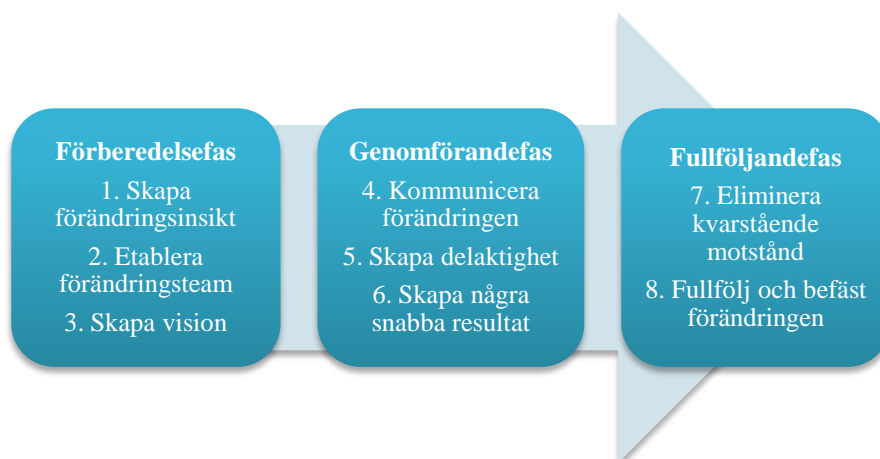 Förberedelsefas
1. Skapa
förändringsinsikt
2. Etablera
förändringsteam
3. Skapa vision
Genomförandefas
4. Kommunicera
förändringen
5. Skapa delaktighet
6. Skapa några
snabba resultat
Fullföljandefas
7. Eliminera
kvarstående
motstånd
8. Fullfölj och befäst
förändringen